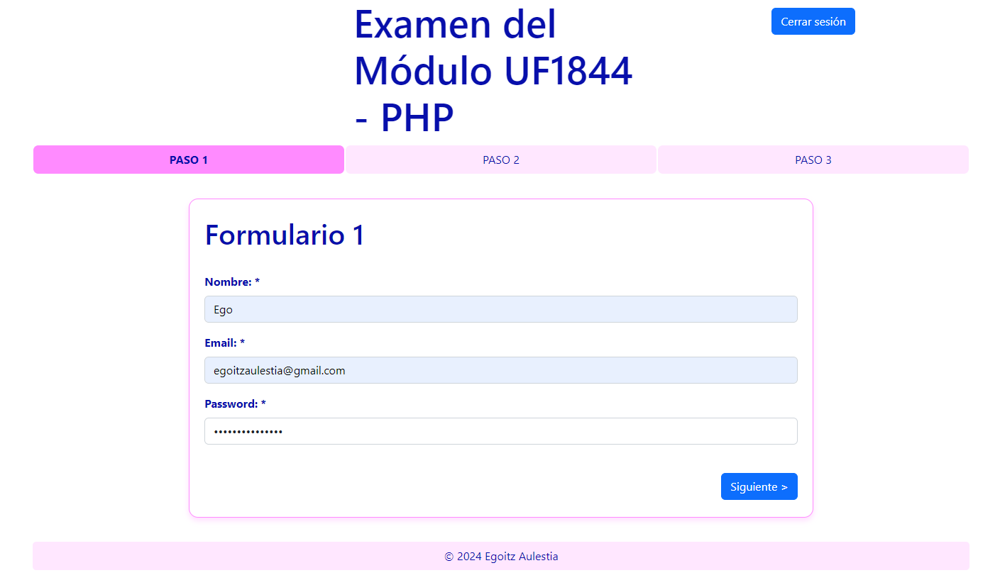 Examen del
Módulo UF1844
- PHP
Cerrar sesión
PASO 1
PASO 2
PASO 3
Formulario 1
Nombre: *
Ego
Email: *
egoitzaulestia@gmail.com
Password: *
•••••••••••••••
Siguiente >
© 2024 Egoitz Aulestia